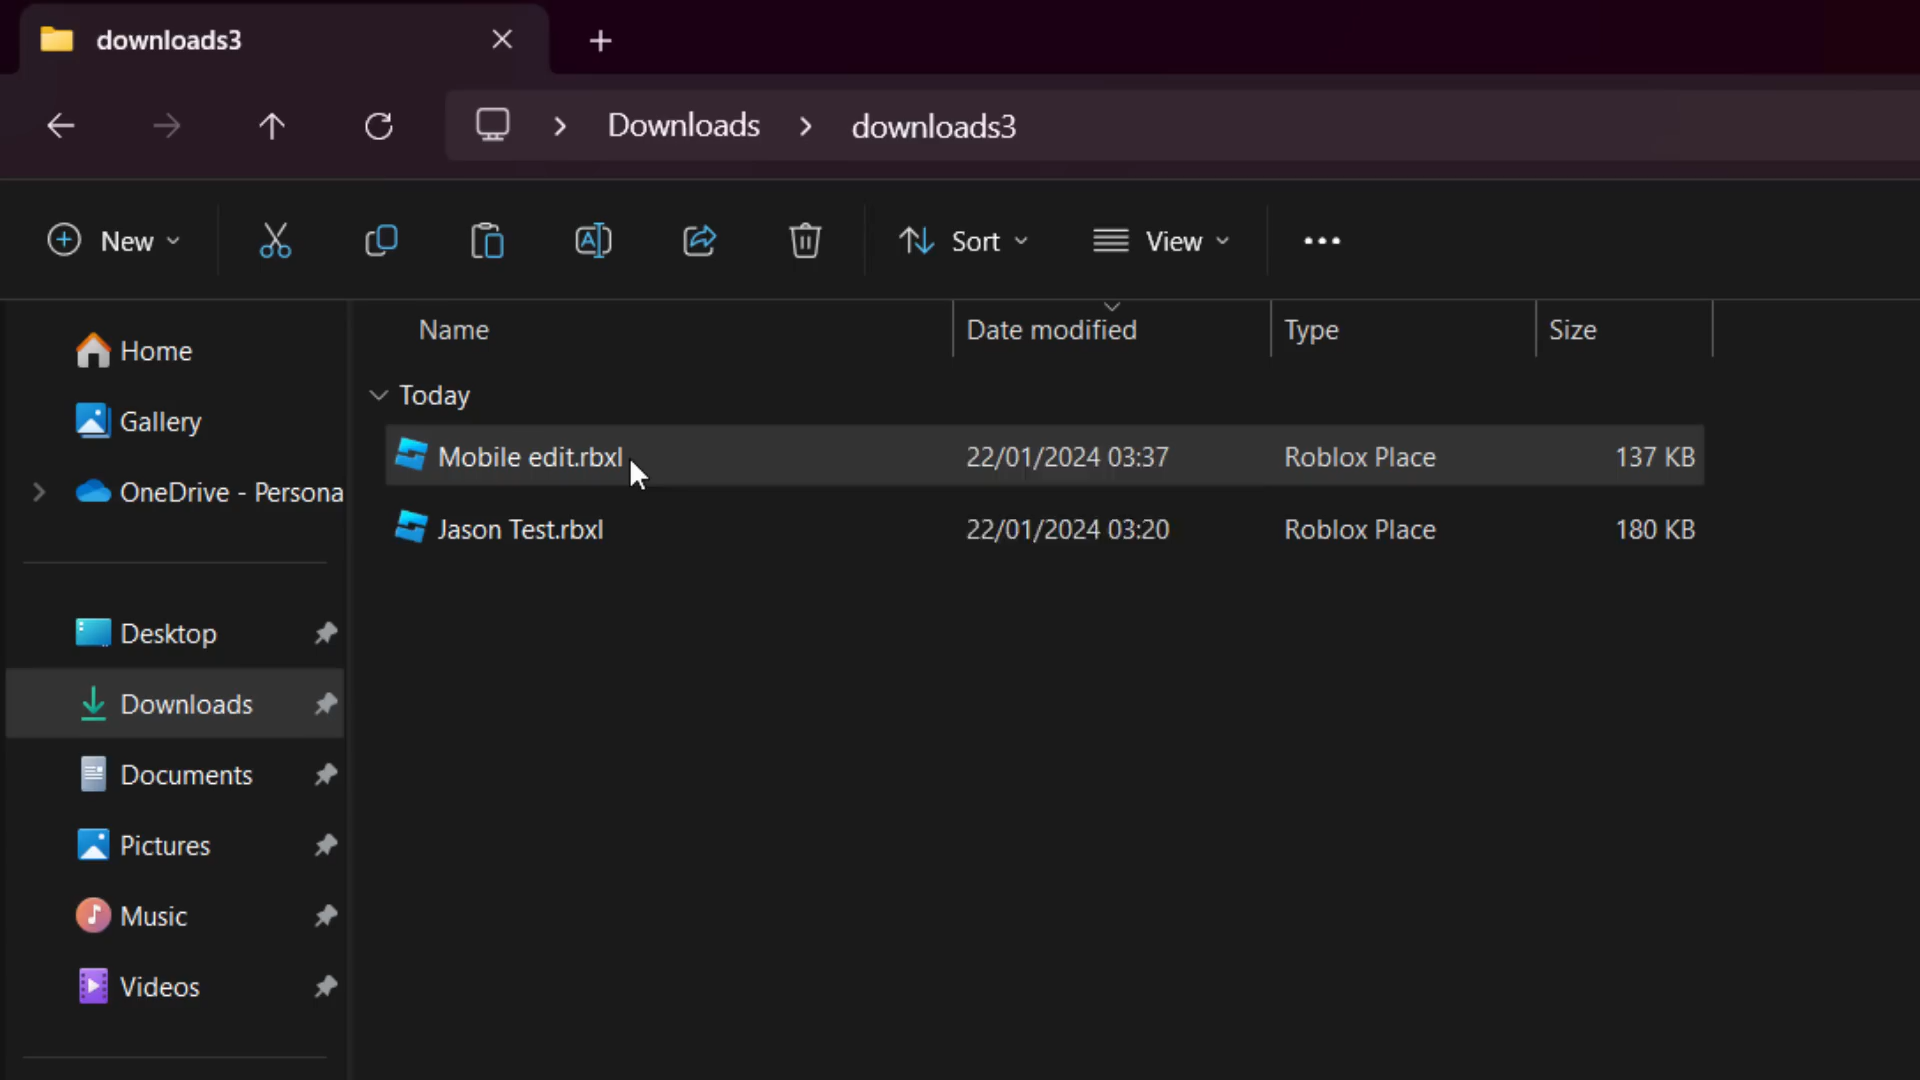 downloads3
Downloads > downloads3
New
Sort
View
Name Date modified Type Size
Home
Gallery
OneDrive - Persona
Desktop
Downloads
Documents
Pictures
Music
Videos
Today
Mobile edit.rbxl 22/01/2024 03:37 Roblox Place 137 KB
Jason Test.rbxl 22/01/2024 03:20 Roblox Place 180 KB